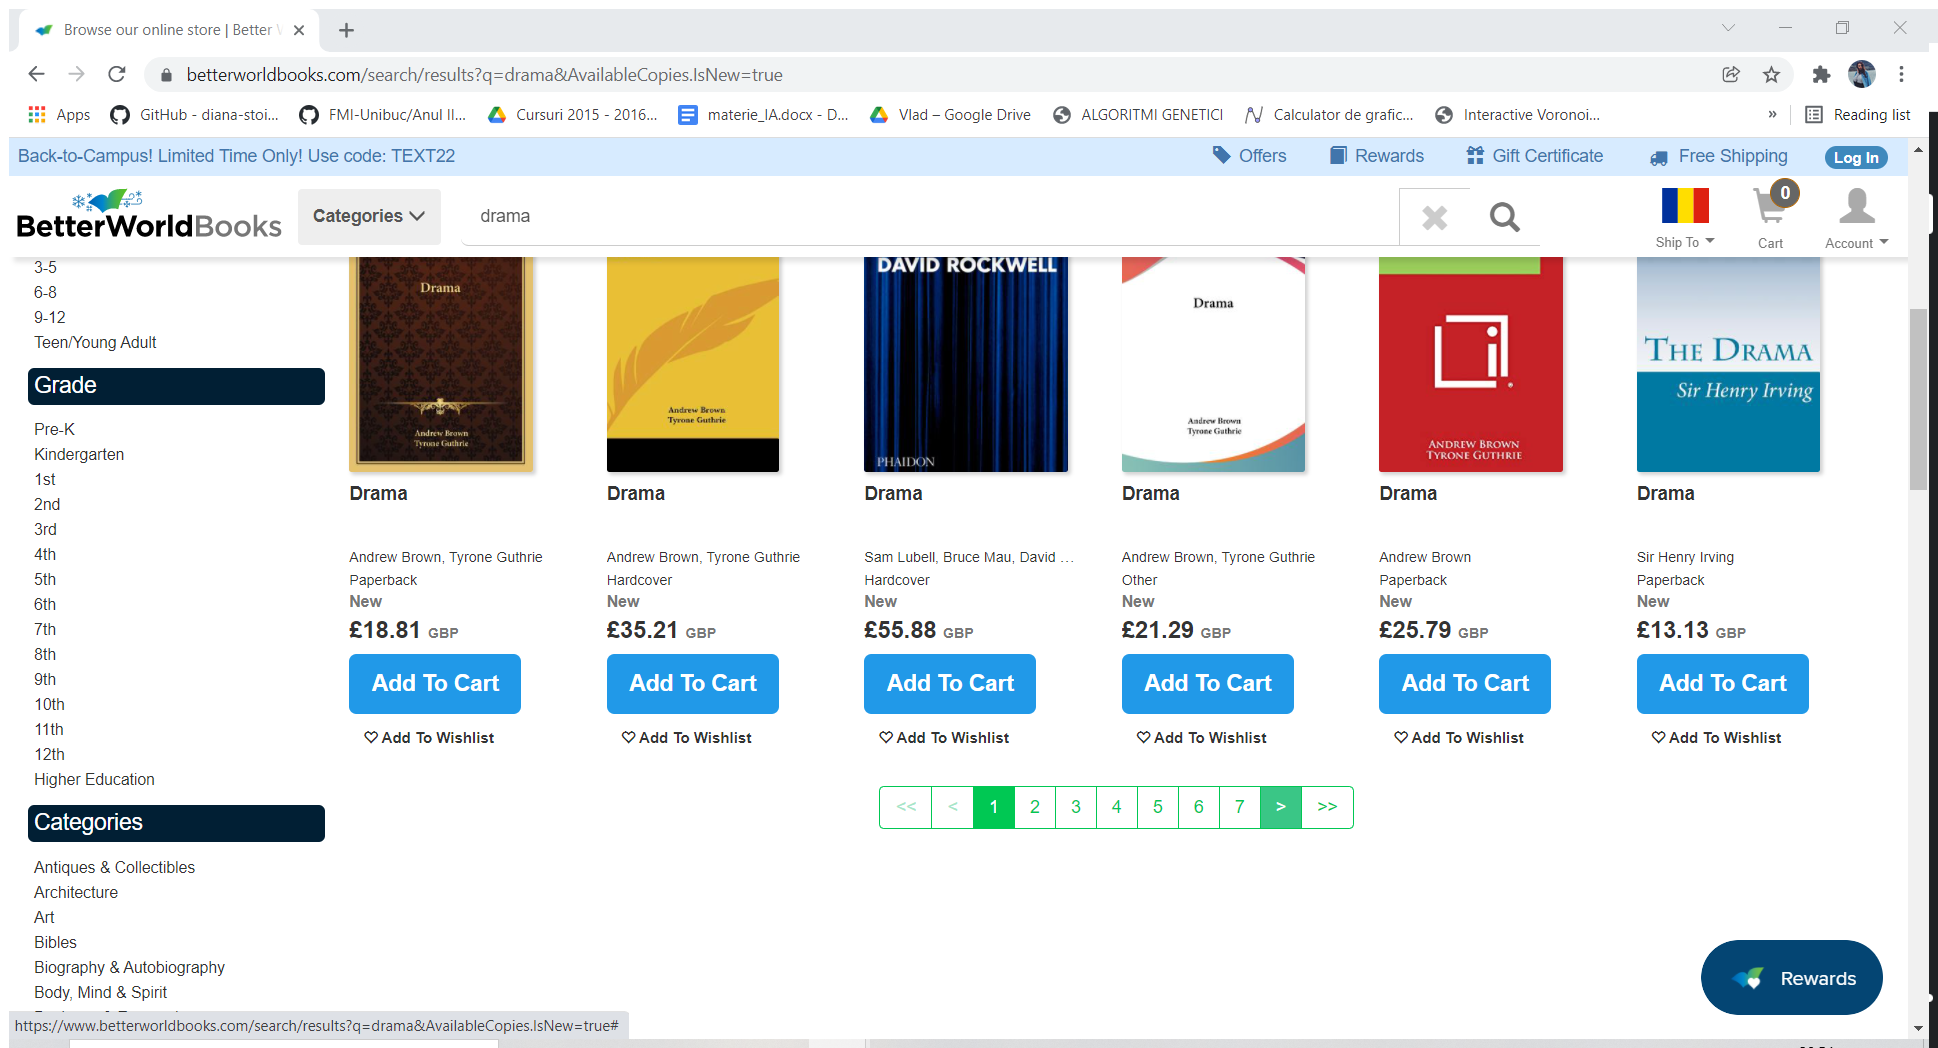 Browse our online store | Better
betterworldbooks.com/search/results?q=drama&AvailableCopies.IsNew=true
Apps
GitHub - diana-stoi...
FMI-Unibuc/Anul II...
Cursuri 2015 - 2016...
materie_IA.docx - D...
Vlad – Google Drive
ALGORITMI GENETICI
Calculator de grafic...
Interactive Voronoi...
»
Reading list
Back-to-Campus! Limited Time Only! Use code: TEXT22
Offers
Rewards
Gift Certificate
Free Shipping
Log In
BetterWorldBooks
Categories
drama
Ship To
0
Cart
Account
3-5
6-8
9-12
Teen/Young Adult
Grade
Pre-K
Kindergarten
1st
2nd
3rd
4th
5th
6th
7th
8th
9th
10th
11th
12th
Higher Education
Categories
Antiques & Collectibles
Architecture
Art
Bibles
Biography & Autobiography
Body, Mind & Spirit
Drama
Andrew Brown
Tyrone Guthrie
Drama
Andrew Brown, Tyrone Guthrie
Paperback
New
£18.81 GBP
Add To Cart
Add To Wishlist
Andrew Brown
Tyrone Guthrie
Drama
Andrew Brown, Tyrone Guthrie
Hardcover
New
£35.21 GBP
Add To Cart
Add To Wishlist
DAVID ROCKWELL
PHAIDON
Drama
Sam Lubell, Bruce Mau, David ...
Hardcover
New
£55.88 GBP
Add To Cart
Add To Wishlist
Drama
Andrew Brown
Tyrone Guthrie
Drama
Andrew Brown, Tyrone Guthrie
Other
New
£21.29 GBP
Add To Cart
Add To Wishlist
ANDREW BROWN
TYRONE GUTHRIE
Drama
Andrew Brown
Paperback
New
£25.79 GBP
Add To Cart
Add To Wishlist
THE DRAMA
Sir Henry Irving
Drama
Sir Henry Irving
Paperback
New
£13.13 GBP
Add To Cart
Add To Wishlist
<< < 1 2 3 4 5 6 7 > >>
Rewards
https://www.betterworldbooks.com/search/results?q=drama&AvailableCopies.IsNew=true#